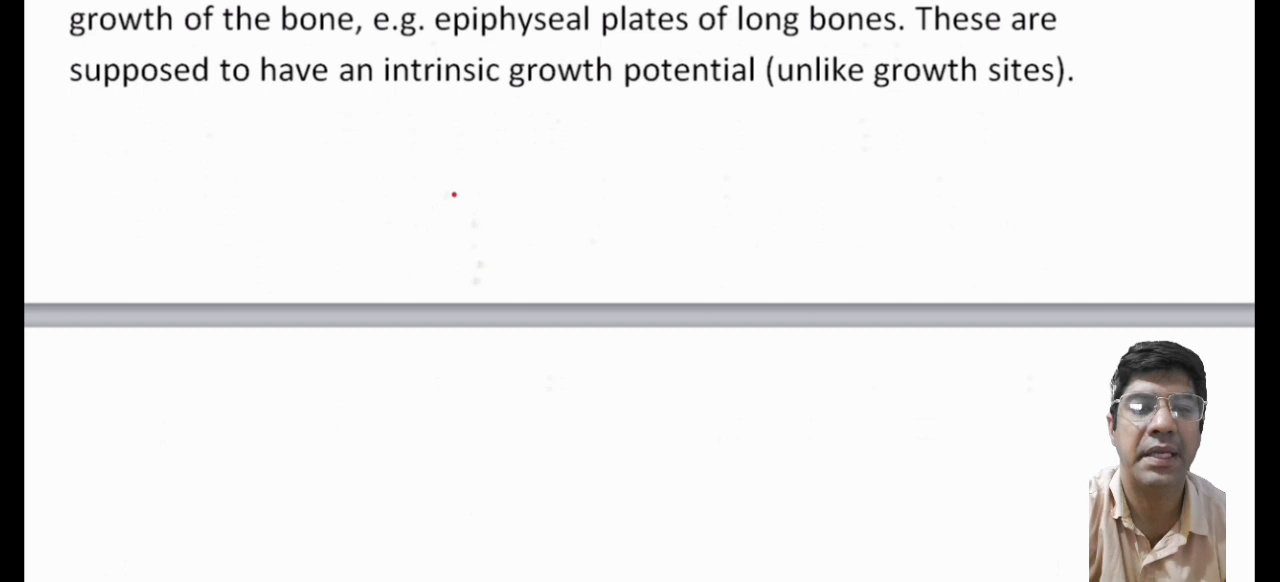 growth of the bone, e.g. epiphyseal plates of long bones. These are
supposed to have an intrinsic growth potential (unlike growth sites).